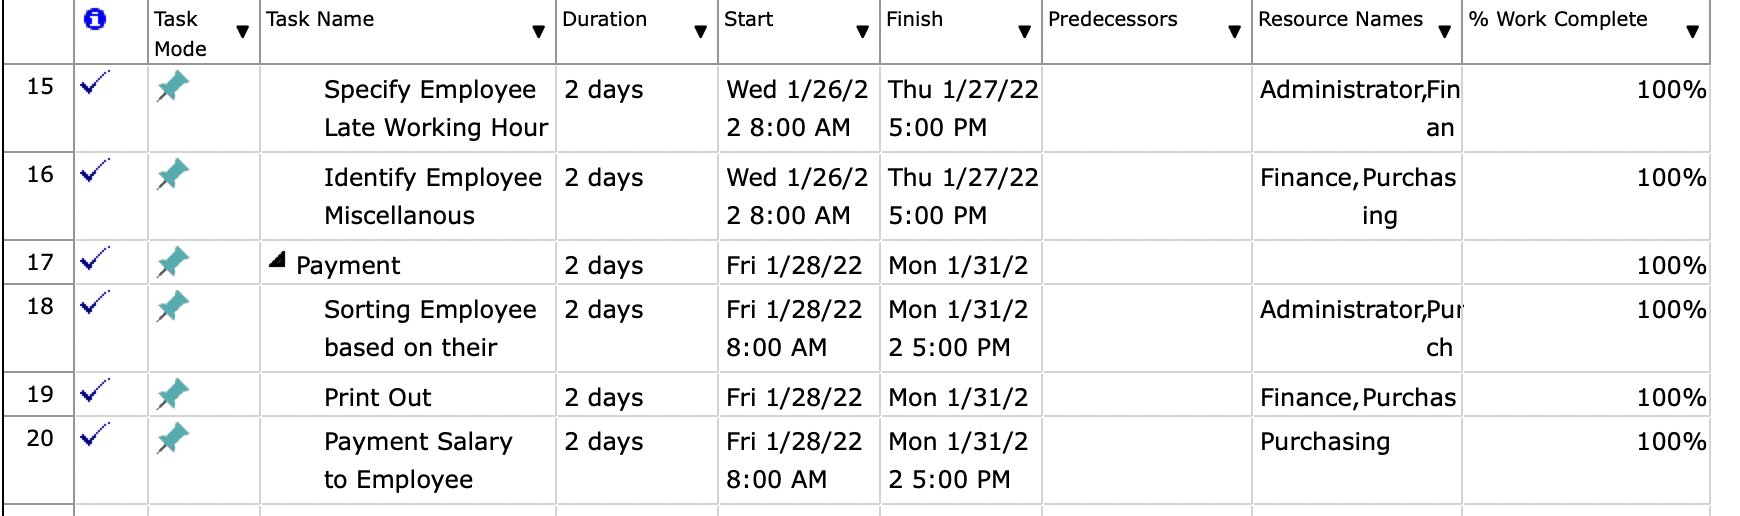 Task Mode Task Name Duration Start Finish Predecessors Resource Names % Work Complete
15 Specify Employee 2 days Wed 1/26/2 Thu 1/27/22 Administrator,Fin 100%
Late Working Hour 2 8:00 AM 5:00 PM an
16 Identify Employee 2 days Wed 1/26/2 Thu 1/27/22 Finance,Purchas 100%
Miscellanous 2 8:00 AM 5:00 PM ing
17 Payment 2 days Fri 1/28/22 Mon 1/31/2 100%
18 Sorting Employee 2 days Fri 1/28/22 Mon 1/31/2 Administrator,Pur 100%
based on their 8:00 AM 2 5:00 PM ch
19 Print Out 2 days Fri 1/28/22 Mon 1/31/2 Finance,Purchas 100%
20 Payment Salary 2 days Fri 1/28/22 Mon 1/31/2 Purchasing 100%
to Employee 8:00 AM 2 5:00 PM